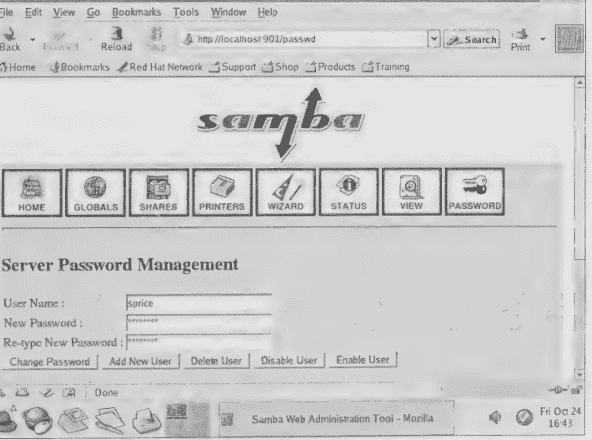 File Edit View Go Bookmarks Tools Window Help
Back Reload Stop http://localhost:901/passwd Search Print
Home Bookmarks Red Hat Network Support Shop Products Training
samba
HOME GLOBALS SHARES PRINTERS WIZARD STATUS VIEW PASSWORD
Server Password Management
User Name : sprice
New Password : ********
Re-type New Password : ********
Change Password Add New User Delete User Disable User Enable User
Done
Samba Web Administration Tool - Mozilla
Fri Oct 24
16:43